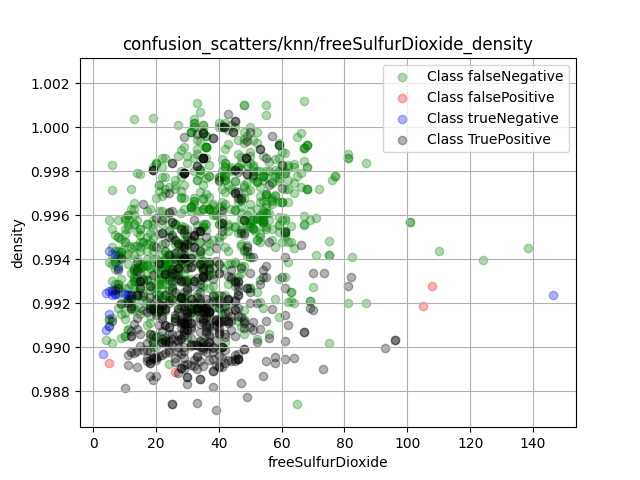 confusion_scatters/knn/freeSulfurDioxide_density
Class falseNegative
Class falsePositive
Class trueNegative
Class TruePositive
1.002
1.000
0.998
0.996
0.994
0.992
0.990
0.988
density
0 20 40 60 80 100 120 140
freeSulfurDioxide